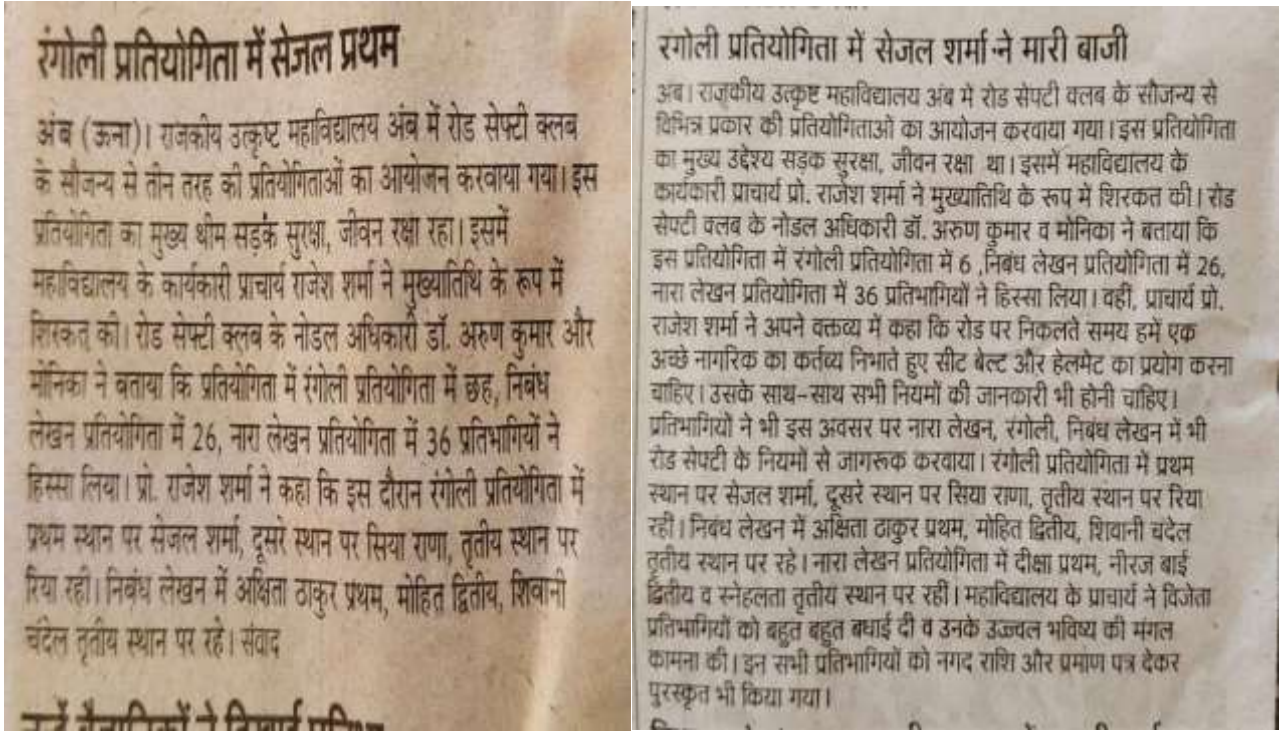 रंगोली प्रतियोगिता में सेजल प्रथम
अंब (ऊना)। राजकीय उत्कृष्ट महाविद्यालय अंब में रोड सेफ्टी क्लब
के सौजन्य से तीन तरह की प्रतियोगिताओं का आयोजन करवाया गया। इस
प्रतियोगिता का मुख्य थीम सड़क सुरक्षा, जीवन रक्षा रहा। इसमें
महाविद्यालय के कार्यकारी प्राचार्य राजेश शर्मा ने मुख्यातिथि के रूप में
शिरकत की। रोड सेफ्टी क्लब के नोडल अधिकारी डॉ. अरुण कुमार और
मोनिका ने बताया कि प्रतियोगिता में रंगोली प्रतियोगिता में छह, निबंध
लेखन प्रतियोगिता में 26, नारा लेखन प्रतियोगिता में 36 प्रतिभागियों ने
हिस्सा लिया। प्रो. राजेश शर्मा ने कहा कि इस दौरान रंगोली प्रतियोगिता में
प्रथम स्थान पर सेजल शर्मा, दूसरे स्थान पर सिया राणा, तृतीय स्थान पर
रिया रही। निबंध लेखन में अक्षिता ठाकुर प्रथम, मोहित द्वितीय, शिवानी
चंदेल तृतीय स्थान पर रहे। संवाद
रगोली प्रतियोगिता में सेजल शर्मा ने मारी बाजी
अंब। राजकीय उत्कृष्ट महाविद्यालय अंब मे रोड सेफ्टी क्लब के सौजन्य से
विभिन्न प्रकार की प्रतियोगिताओ का आयोजन करवाया गया। इस प्रतियोगिता
का मुख्य उद्देश्य सड़क सुरक्षा, जीवन रक्षा था। इसमें महाविद्यालय के
कार्यकारी प्राचार्य प्रो. राजेश शर्मा ने मुख्यातिथि के रूप में शिरकत की। रोड
सेफ्टी क्लब के नोडल अधिकारी डॉ. अरुण कुमार व मोनिका ने बताया कि
इस प्रतियोगिता में रंगोली प्रतियोगिता में 6 ,निबंध लेखन प्रतियोगिता में 26,
नारा लेखन प्रतियोगिता में 36 प्रतिभागियों ने हिस्सा लिया। वहीं, प्राचार्य प्रो.
राजेश शर्मा ने अपने वक्तव्य में कहा कि रोड पर निकलते समय हमें एक
अच्छे नागरिक का कर्तव्य निभाते हुए सीट बेल्ट और हेलमेट का प्रयोग करना
चाहिए। उसके साथ-साथ सभी नियमों की जानकारी भी होनी चाहिए।
प्रतिभागियों ने भी इस अवसर पर नारा लेखन, रंगोली, निबंध लेखन में भी
रोड सेफ्टी के नियमों से जागरूक करवाया। रंगोली प्रतियोगिता में प्रथम
स्थान पर सेजल शर्मा, दूसरे स्थान पर सिया राणा, तृतीय स्थान पर रिया
रहीं। निबंध लेखन में अक्षिता ठाकुर प्रथम, मोहित द्वितीय, शिवानी चंदेल
तृतीय स्थान पर रहे। नारा लेखन प्रतियोगिता में दीक्षा प्रथम, नीरज बाई
द्वितीय व स्नेहलता तृतीय स्थान पर रहीं। महाविद्यालय के प्राचार्य ने विजेता
प्रतिभागियों को बहुत बहुत बधाई दी व उनके उज्ज्वल भविष्य की मंगल
कामना की। इन सभी प्रतिभागियों को नगद राशि और प्रमाण पत्र देकर
पुरस्कृत भी किया गया।